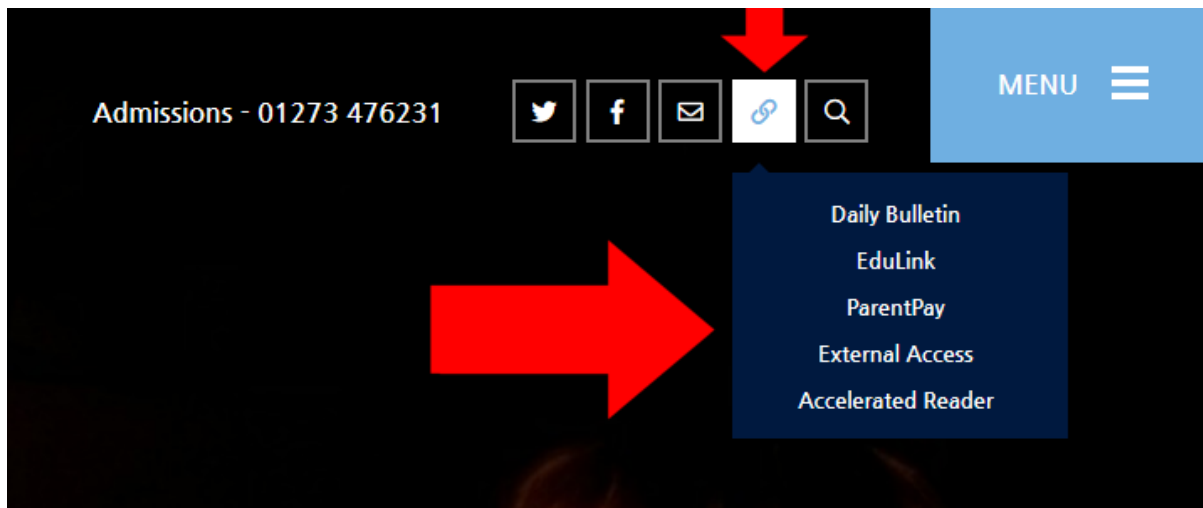 Admissions - 01273 476231
MENU
Daily Bulletin
EduLink
ParentPay
External Access
Accelerated Reader